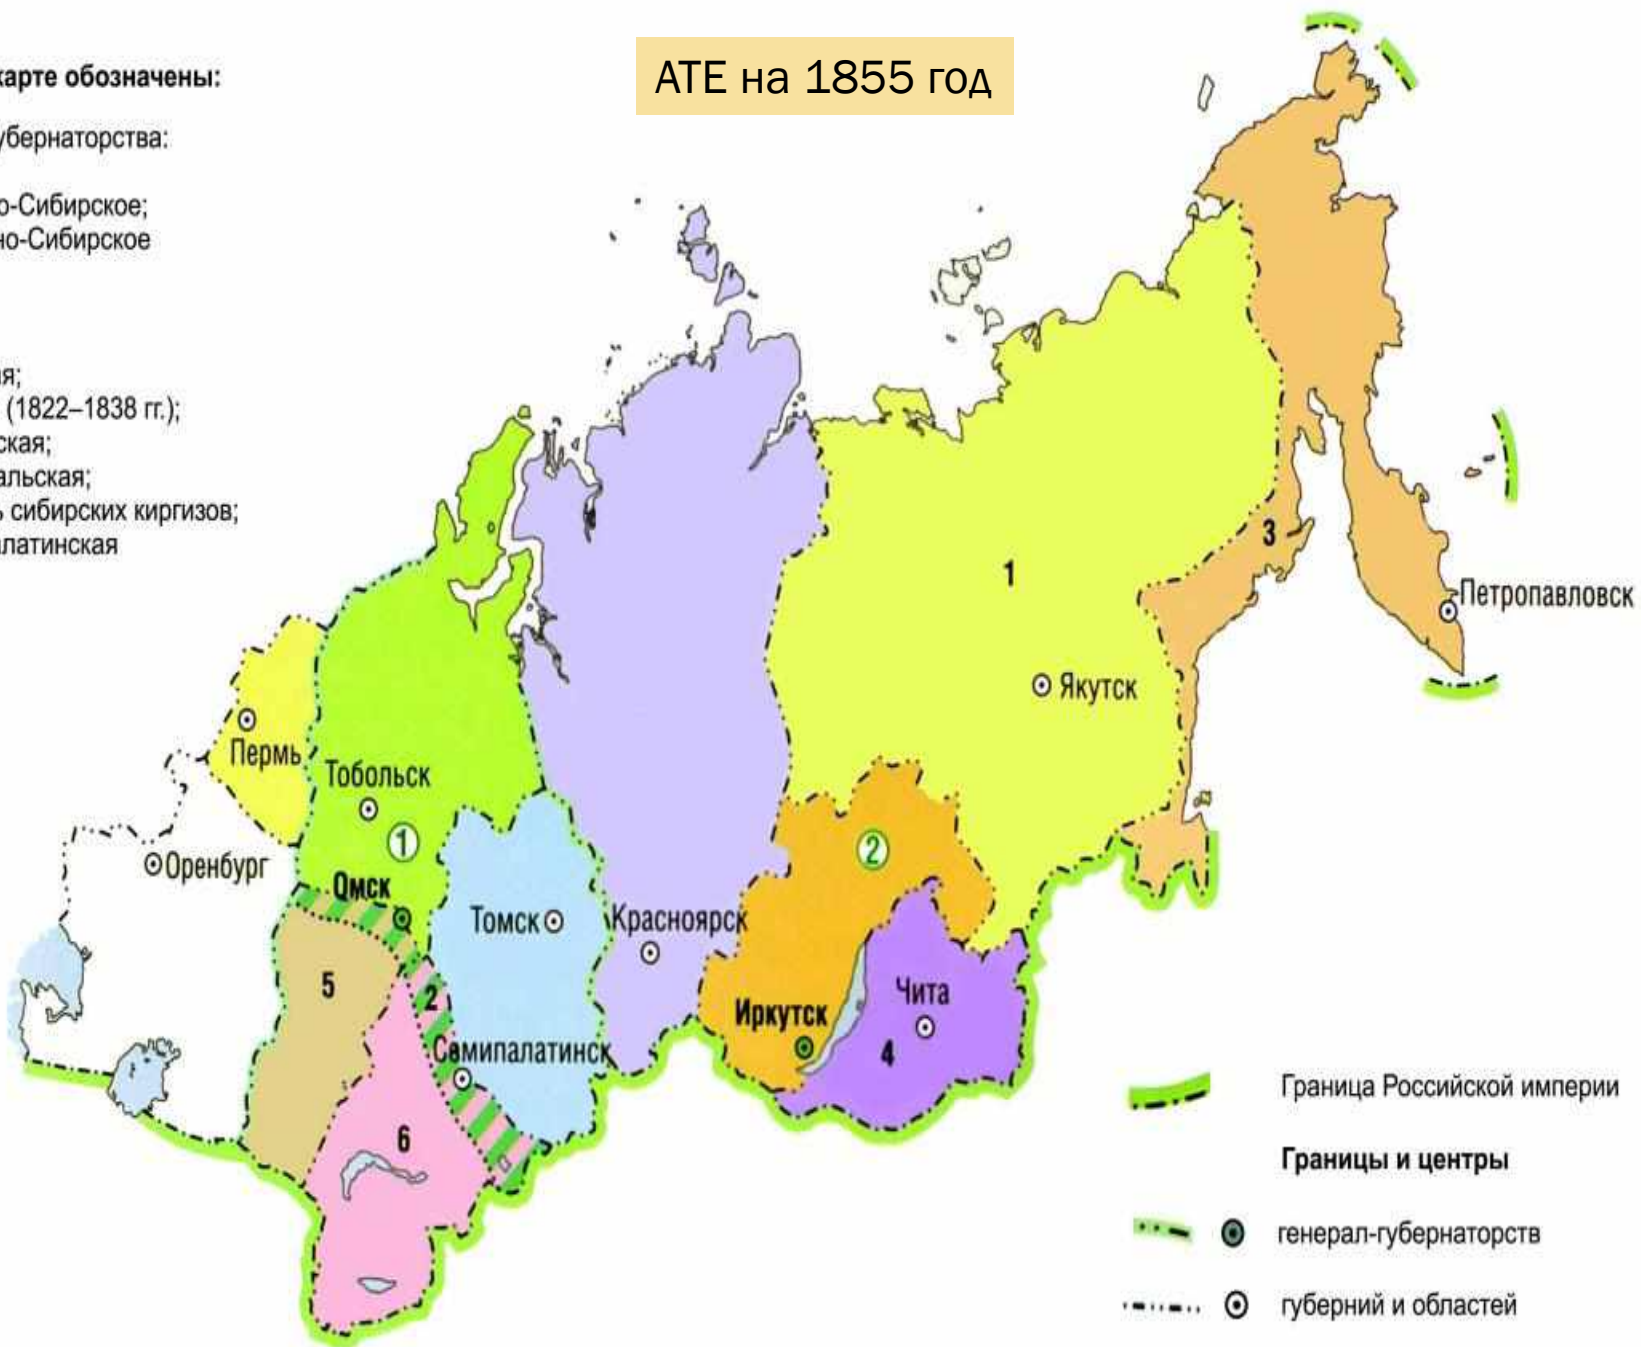 АТЕ на 1855 год
карте обозначены:
убернаторства:
о-Сибирское;
но-Сибирское
ия;
(1822–1838 гг.);
ская;
альская;
ь сибирских киргизов;
алатинская
1
3
Петропавловск
Якутск
Пермь
Тобольск
1
2
Оренбург
Омск
Томск
Красноярск
5
2
Иркутск
Чита
4
Семипалатинск
6
Граница Российской империи
Границы и центры
генерал-губернаторств
губерний и областей